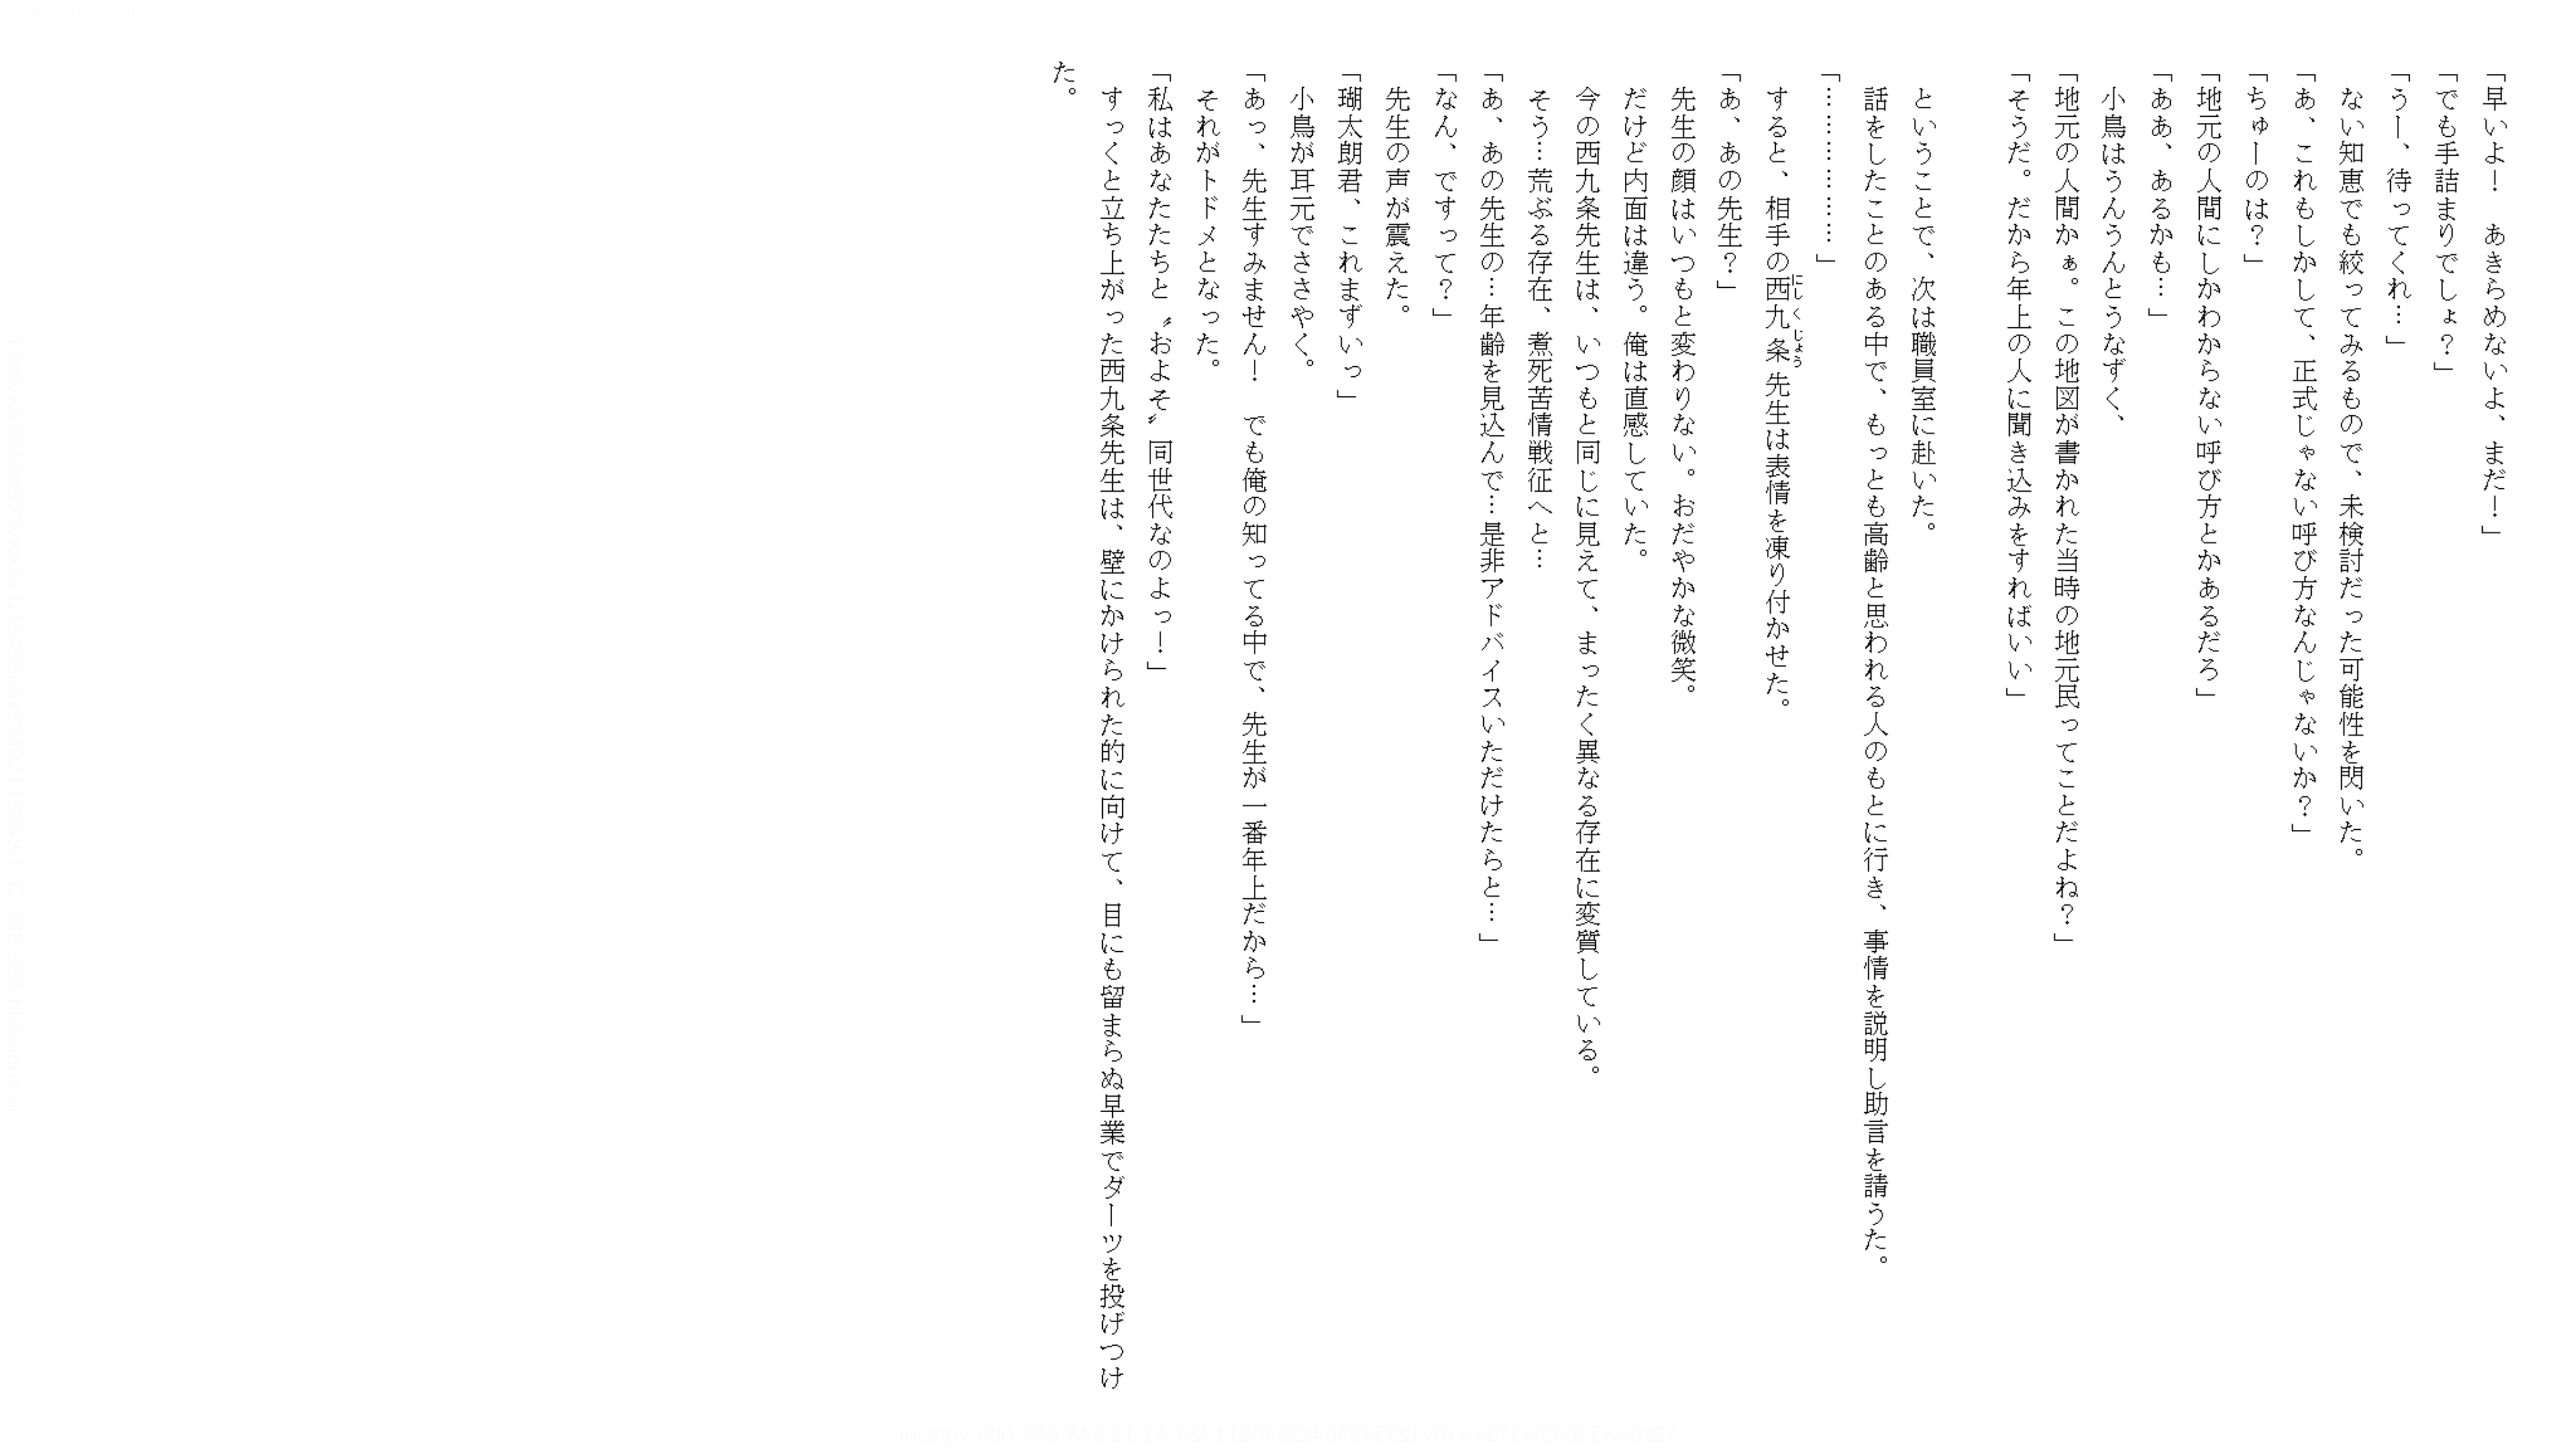 「早いよ！　あきらめないよ、まだ！」
「でも手詰まりでしょ？」
「うー、待ってくれ…」
　ない知恵でも絞ってみるもので、未検討だった可能性を閃いた。
「あ、これもしかして、正式じゃない呼び方なんじゃないか？」
「ちゅーのは？」
「地元の人間にしかわからない呼び方とかあるだろ」
「ああ、あるかも…」
　小鳥はうんうんとうなずく、
「地元の人間かぁ。この地図が書かれた当時の地元民ってことだよね？」
「そうだ。だから年上の人に聞き込みをすればいい」
　ということで、次は職員室に赴いた。
　話をしたことのある中で、もっとも高齢と思われる人のもとに行き、事情を説明し助言を請うた。
「………………」
　すると、相手の西九条先生は表情を凍り付かせた。
にしくじょう
「あ、あの先生？」
　先生の顔はいつもと変わりない。おだやかな微笑。
　だけど内面は違う。俺は直感していた。
　今の西九条先生は、いつもと同じに見えて、まったく異なる存在に変質している。
　そう…荒ぶる存在、煮死苦情戦征へと…
「あ、あの先生の…年齢を見込んで…是非アドバイスいただけたらと…」
「なん、ですって？」
　先生の声が震えた。
「瑚太朗君、これまずいっ」
　小鳥が耳元でささやく。
「あっ、先生すみません！　でも俺の知ってる中で、先生が一番年上だから…」
　それがトドメとなった。
「私はあなたたちと〝およそ〟同世代なのよっ！」
　すっくと立ち上がった西九条先生は、壁にかけられた的に向けて、目にも留まらぬ早業でダーツを投げつけ
た。